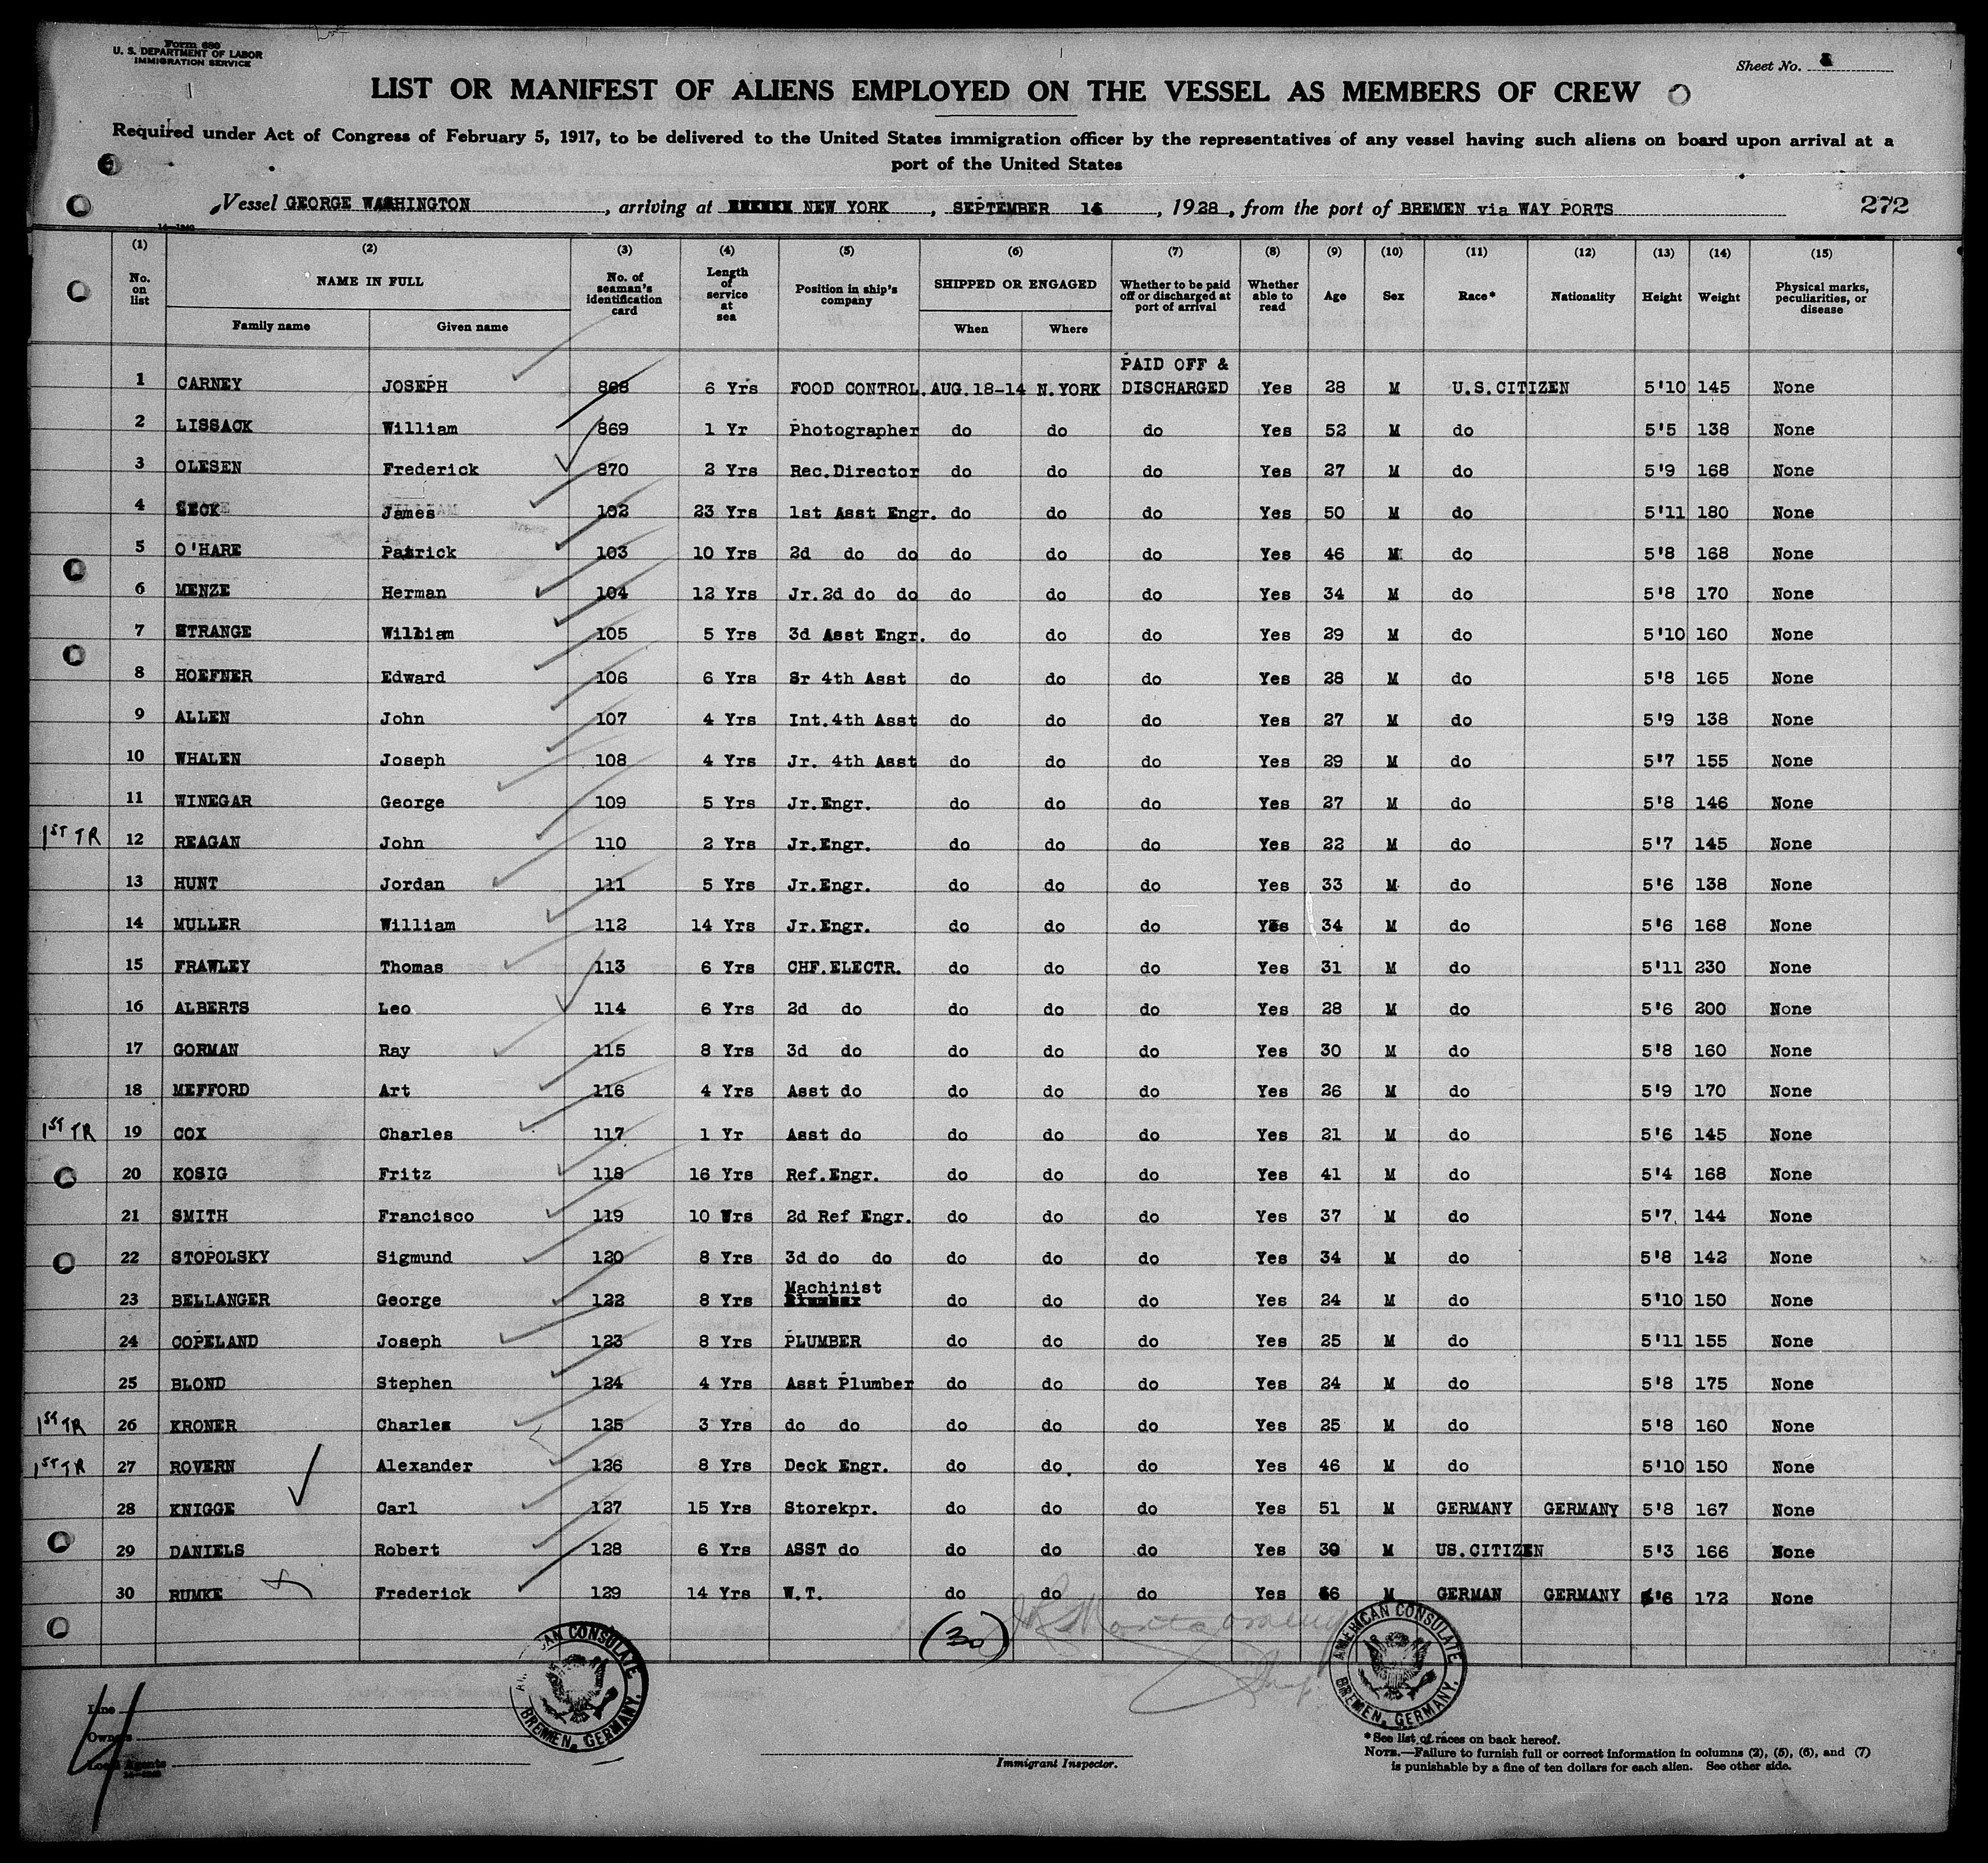 Form 680
U. S. DEPARTMENT OF LABOR
IMMIGRATION SERVICE
Sheet No.
LIST OR MANIFEST OF ALIENS EMPLOYED ON THE VESSEL AS MEMBERS OF CREW
Required under Act of Congress of February 5, 1917, to be delivered to the United States immigration officer by the representatives of any vessel having such aliens on board upon arrival at a
port of the United States
Vessel GEORGE WASHINGTON, arriving at NEW YORK, SEPTEMBER 16, 1928, from the port of BREMEN via WAY PORTS 272
(1) (2) (3) (4) (5) (6) (7) (8) (9) (10) (11) (12) (13) (14) (15)
No. on list NAME IN FULL Family name Given name No. of seaman's identification card Length of service at sea Position in ship's company SHIPPED OR ENGAGED When Where Whether to be paid off or discharged at port of arrival Whether able to read Age Sex Race* Nationality Height Weight Physical marks, peculiarities, or disease
1 CARNEY JOSEPH 868 6 Yrs FOOD CONTROL. AUG.18-14 N.YORK PAID OFF & DISCHARGED Yes 28 M U.S.CITIZEN 5'10 145 None
2 LISSACK William 869 1 Yr Photographer do do do Yes 52 M do 5'5 138 None
3 OLESEN Frederick 870 2 Yrs Rec.Director do do do Yes 27 M do 5'9 168 None
4 SECK James 102 23 Yrs 1st Asst Engr. do do do Yes 50 M do 5'11 180 None
5 O'HARE Patrick 103 10 Yrs 2d do do do do do Yes 46 M do 5'8 168 None
6 MENZE Herman 104 12 Yrs Jr.2d do do do do do Yes 34 M do 5'8 170 None
7 STRANGE William 105 5 Yrs 3d Asst Engr. do do do Yes 29 M do 5'10 160 None
8 HOEFNER Edward 106 6 Yrs Sr 4th Asst do do do Yes 28 M do 5'8 165 None
9 ALLEN John 107 4 Yrs Int.4th Asst do do do Yes 27 M do 5'9 138 None
10 WHALEN Joseph 108 4 Yrs Jr. 4th Asst do do do Yes 29 M do 5'7 155 None
11 WINEGAR George 109 5 Yrs Jr.Engr. do do do Yes 27 M do 5'8 146 None
1ST TR 12 REAGAN John 110 2 Yrs Jr.Engr. do do do Yes 22 M do 5'7 145 None
13 HUNT Jordan 111 5 Yrs Jr.Engr. do do do Yes 33 M do 5'6 138 None
14 MULLER William 112 14 Yrs Jr.Engr. do do do Yes 34 M do 5'6 168 None
15 FRAWLEY Thomas 113 6 Yrs CHF.ELECTR. do do do Yes 31 M do 5'11 230 None
16 ALBERTS Leo 114 6 Yrs 2d do do do do Yes 28 M do 5'6 200 None
17 GORMAN Ray 115 8 Yrs 3d do do do do Yes 30 M do 5'8 160 None
18 MEFFORD Art 116 4 Yrs Asst do do do do Yes 26 M do 5'9 170 None
1ST TR 19 COX Charles 117 1 Yr Asst do do do do Yes 21 M do 5'6 145 None
20 KOSIG Fritz 118 16 Yrs Ref.Engr. do do do Yes 41 M do 5'4 168 None
21 SMITH Francisco 119 10 Wrs 2d Ref Engr. do do do Yes 37 M do 5'7 144 None
22 STOPOLSKY Sigmund 120 8 Yrs 3d do do do do do Yes 34 M do 5'8 142 None
23 BELLANGER George 122 8 Yrs Machinist do do do Yes 24 M do 5'10 150 None
24 COPELAND Joseph 123 8 Yrs PLUMBER do do do Yes 25 M do 5'11 155 None
25 BLOND Stephen 124 4 Yrs Asst Plumber do do do Yes 24 M do 5'8 175 None
1ST TR 26 KRONER Charles 125 3 Yrs do do do do do Yes 25 M do 5'8 160 None
1ST TR 27 ROVERN Alexander 126 8 Yrs Deck Engr. do do. do Yes 46 M do 5'10 150 None
28 KNIGGE Carl 127 15 Yrs Storekpr. do do do Yes 51 M GERMANY GERMANY 5'8 167 None
29 DANIELS Robert 128 6 Yrs ASST do do do do Yes 30 M US.CITIZEN 5'3 166 None
30 RUMKE Frederick 129 14 Yrs W.T. do do do Yes M GERMAN GERMANY 5'6 172 None
(30)
AMERICAN CONSULATE BREMEN, GERMANY.
AMERICAN CONSULATE BREMEN, GERMANY.
Line
Owners
Local Agents
Immigrant Inspector.
*See list of races on back hereof.
NOTE.—Failure to furnish full or correct information in columns (2), (5), (6), and (7)
is punishable by a fine of ten dollars for each alien. See other side.